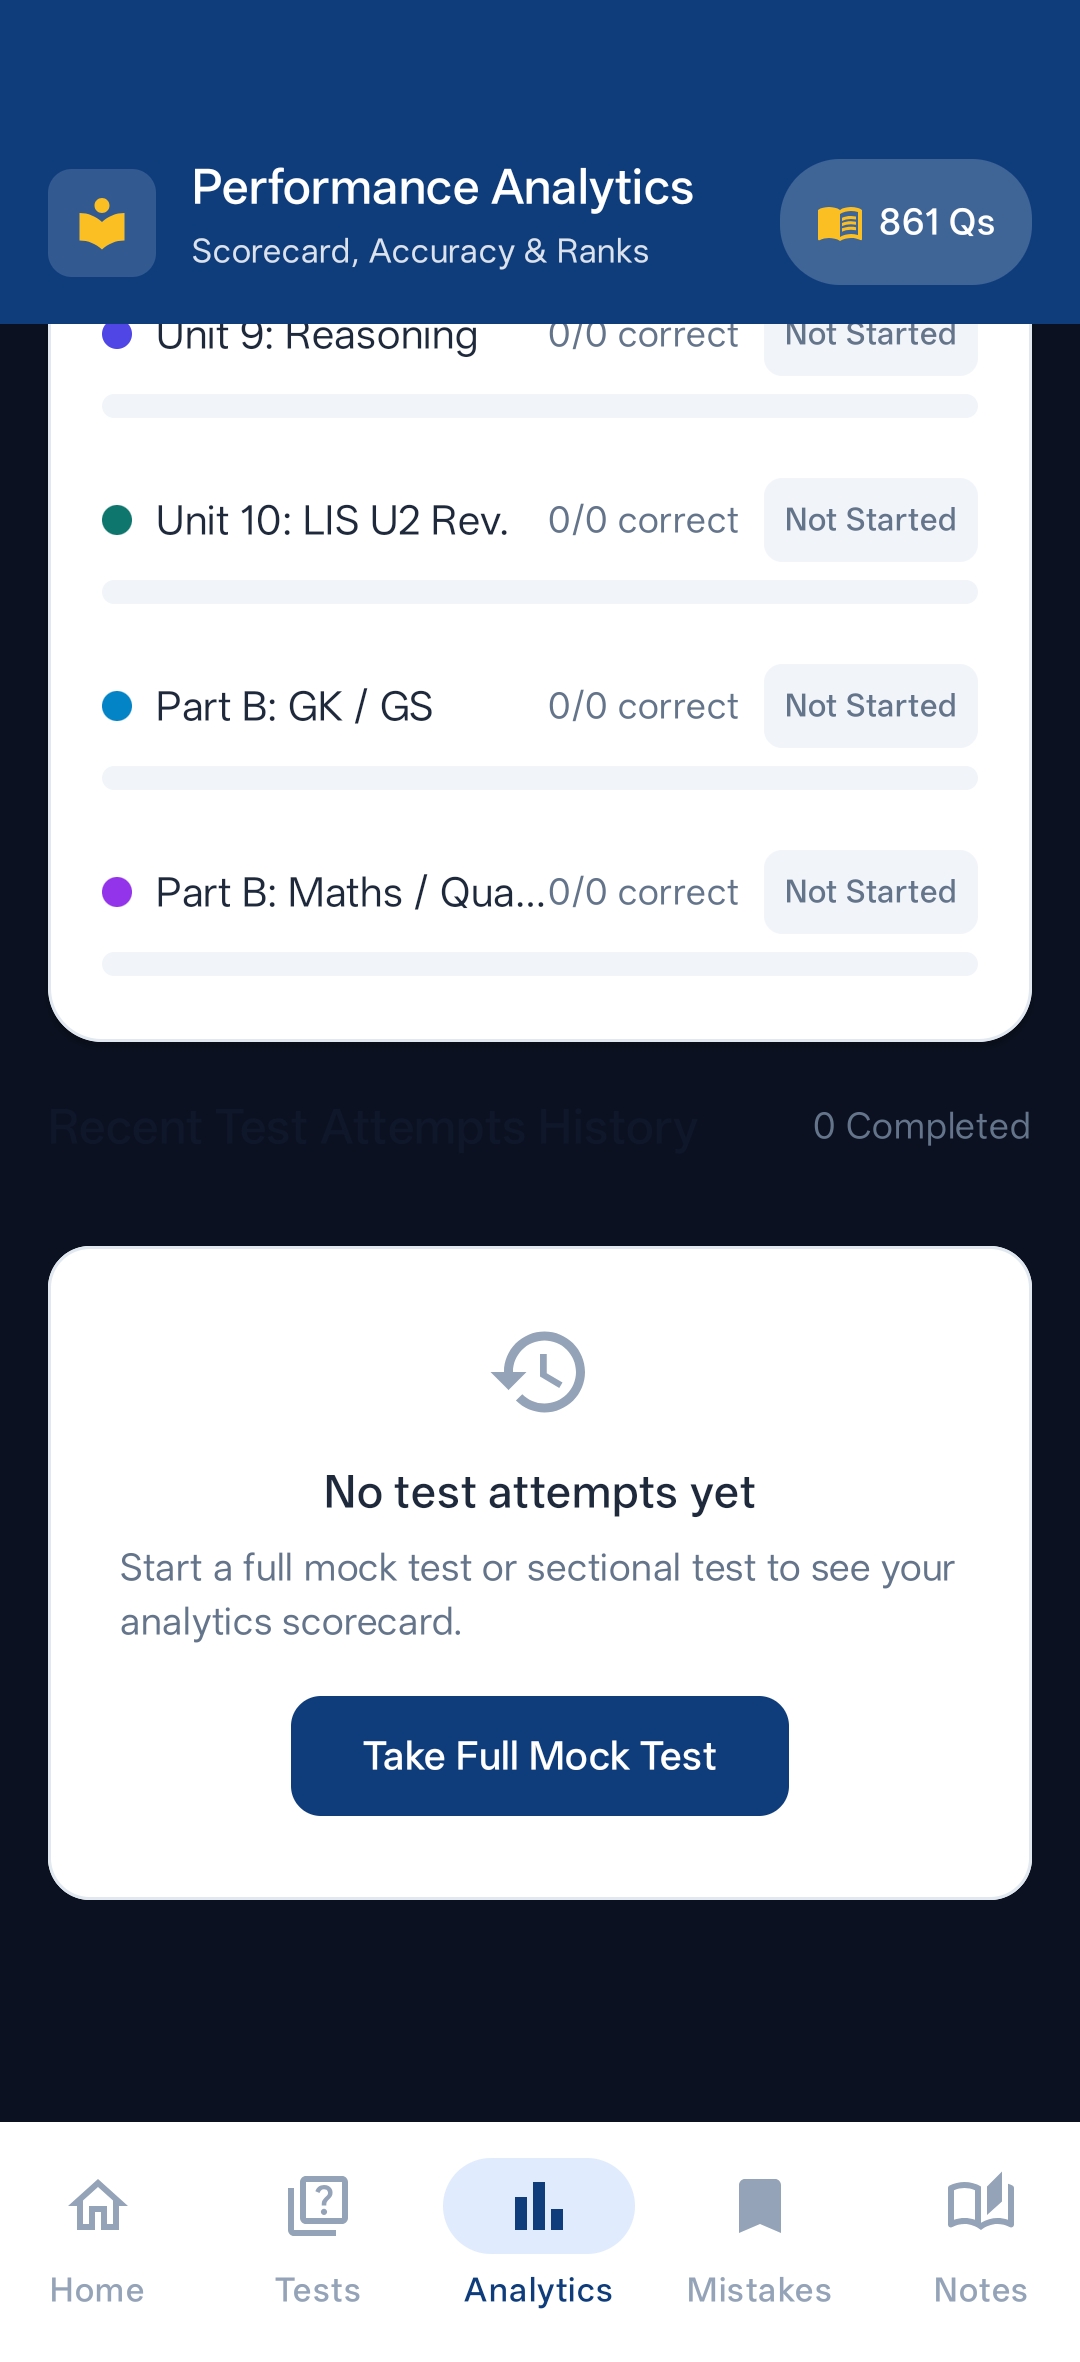 Performance Analytics
Scorecard, Accuracy & Ranks
861 Qs
Unit 9: Reasoning 0/0 correct Not Started
Unit 10: LIS U2 Rev. 0/0 correct Not Started
Part B: GK / GS 0/0 correct Not Started
Part B: Maths / Qua... 0/0 correct Not Started
Recent Test Attempts History 0 Completed
No test attempts yet
Start a full mock test or sectional test to see your
analytics scorecard.
Take Full Mock Test
Home Tests Analytics Mistakes Notes